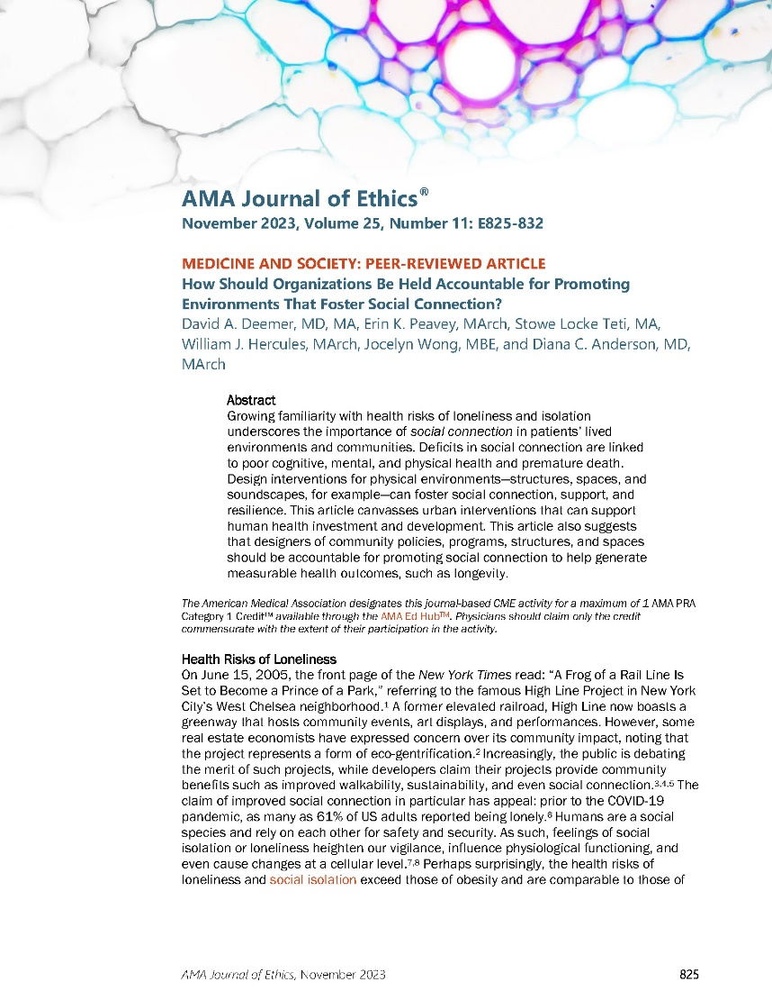 AMA Journal of Ethics®
November 2023, Volume 25, Number 11: E825-832
MEDICINE AND SOCIETY: PEER-REVIEWED ARTICLE
How Should Organizations Be Held Accountable for Promoting
Environments That Foster Social Connection?
David A. Deemer, MD, MA, Erin K. Peavey, MArch, Stowe Locke Teti, MA,
William J. Hercules, MArch, Jocelyn Wong, MBE, and Diana C. Anderson, MD,
MArch
Abstract
Growing familiarity with health risks of loneliness and isolation
underscores the importance of social connection in patients’ lived
environments and communities. Deficits in social connection are linked
to poor cognitive, mental, and physical health and premature death.
Design interventions for physical environments—structures, spaces, and
soundscapes, for example—can foster social connection, support, and
resilience. This article canvasses urban interventions that can support
human health investment and development. This article also suggests
that designers of community policies, programs, structures, and spaces
should be accountable for promoting social connection to help generate
measurable health outcomes, such as longevity.
The American Medical Association designates this journal-based CME activity for a maximum of 1 AMA PRA
Category 1 Credit™ available through the AMA Ed Hub™. Physicians should claim only the credit
commensurate with the extent of their participation in the activity.
Health Risks of Loneliness
On June 15, 2005, the front page of the New York Times read: “A Frog of a Rail Line Is
Set to Become a Prince of a Park,” referring to the famous High Line Project in New York
City’s West Chelsea neighborhood.1 A former elevated railroad, High Line now boasts a
greenway that hosts community events, art displays, and performances. However, some
real estate economists have expressed concern over its community impact, noting that
the project represents a form of eco-gentrification.2 Increasingly, the public is debating
the merit of such projects, while developers claim their projects provide community
benefits such as improved walkability, sustainability, and even social connection.3,4,5 The
claim of improved social connection in particular has appeal: prior to the COVID-19
pandemic, as many as 61% of US adults reported being lonely.6 Humans are a social
species and rely on each other for safety and security. As such, feelings of social
isolation or loneliness heighten our vigilance, influence physiological functioning, and
even cause changes at a cellular level.7,8 Perhaps surprisingly, the health risks of
loneliness and social isolation exceed those of obesity and are comparable to those of
AMA Journal of Ethics, November 2023 825